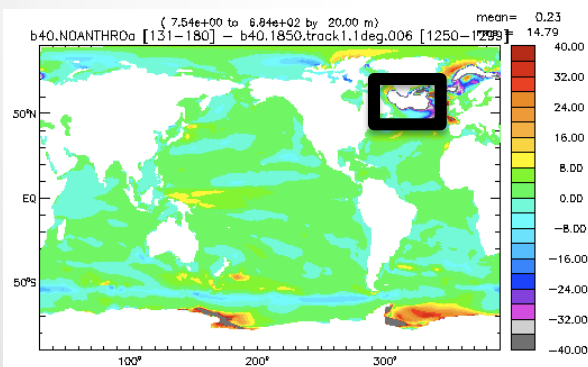 ( 7.54e+00 to 6.84e+02 by 20.00 m)
mean= 0.23
b40.NOANTHROa [131-180] - b40.1850.track1.1deg.006 [1250-1299]
14.79
40.00
32.00
24.00
16.00
8.00
0.00
-8.00
-16.00
-24.00
-32.00
-40.00
50°N
EQ
50°S
100°
200°
300°